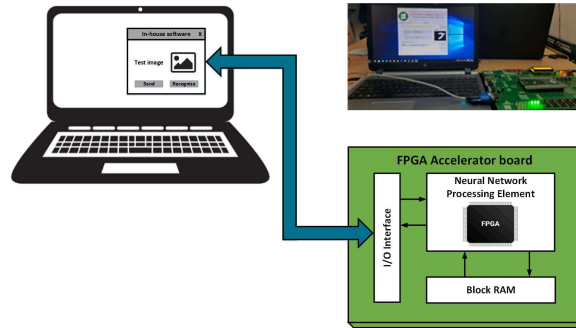 In-house software X
Test image
Send Recognize
FPGA Accelerator board
I/O Interface
Neural Network
Processing Element
FPGA
Block RAM